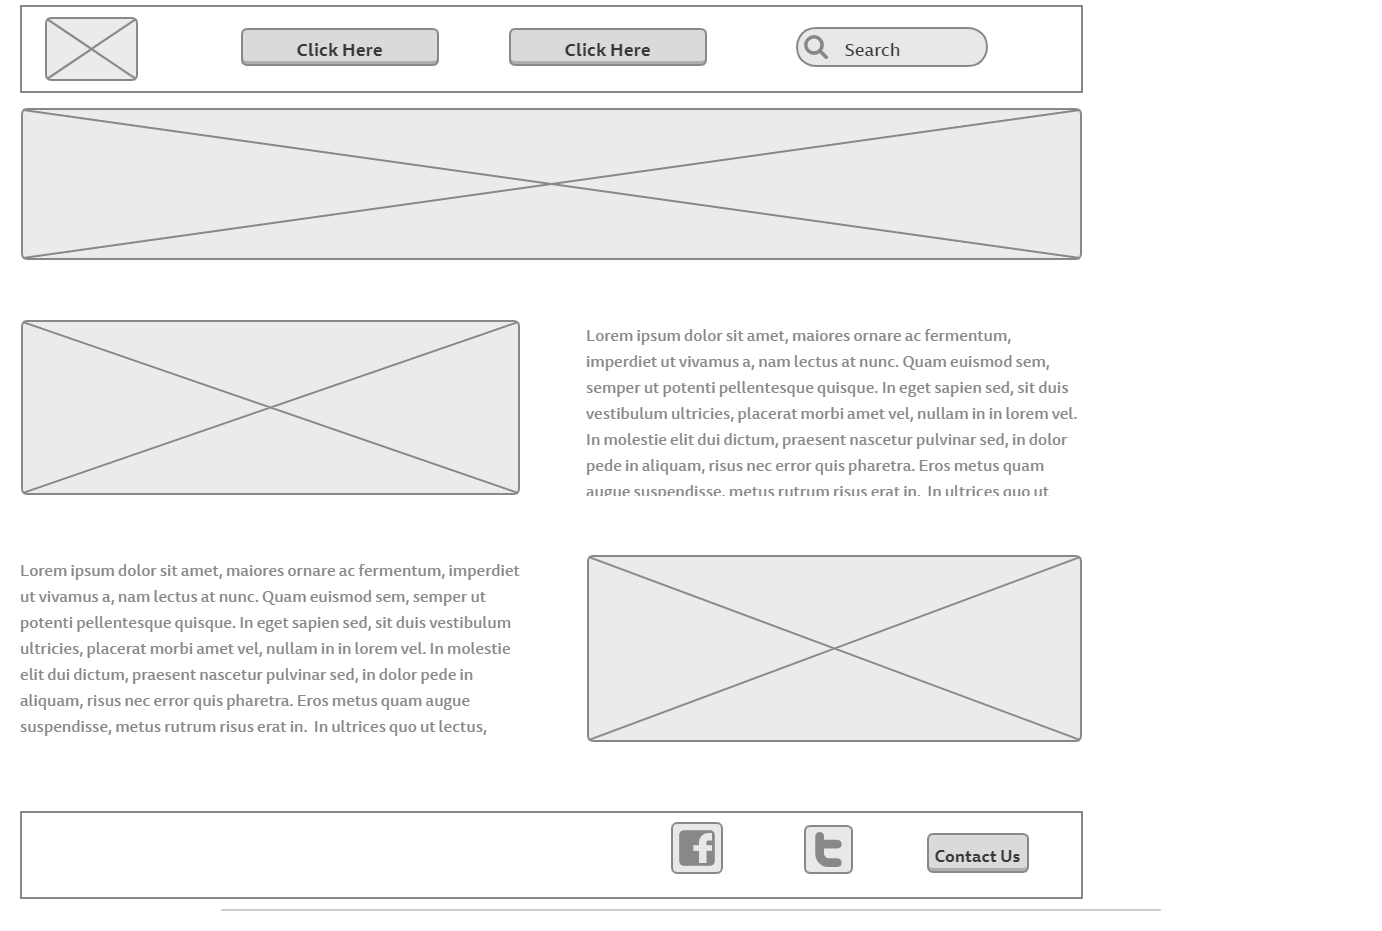 Click Here
Click Here
Search
Lorem ipsum dolor sit amet, maiores ornare ac fermentum,
imperdiet ut vivamus a, nam lectus at nunc. Quam euismod sem,
semper ut potenti pellentesque quisque. In eget sapien sed, sit duis
vestibulum ultricies, placerat morbi amet vel, nullam in in lorem vel.
In molestie elit dui dictum, praesent nascetur pulvinar sed, in dolor
pede in aliquam, risus nec error quis pharetra. Eros metus quam
augue suspendisse, metus rutrum risus erat in.  In ultrices quo ut
Lorem ipsum dolor sit amet, maiores ornare ac fermentum, imperdiet
ut vivamus a, nam lectus at nunc. Quam euismod sem, semper ut
potenti pellentesque quisque. In eget sapien sed, sit duis vestibulum
ultricies, placerat morbi amet vel, nullam in in lorem vel. In molestie
elit dui dictum, praesent nascetur pulvinar sed, in dolor pede in
aliquam, risus nec error quis pharetra. Eros metus quam augue
suspendisse, metus rutrum risus erat in.  In ultrices quo ut lectus,
Contact Us